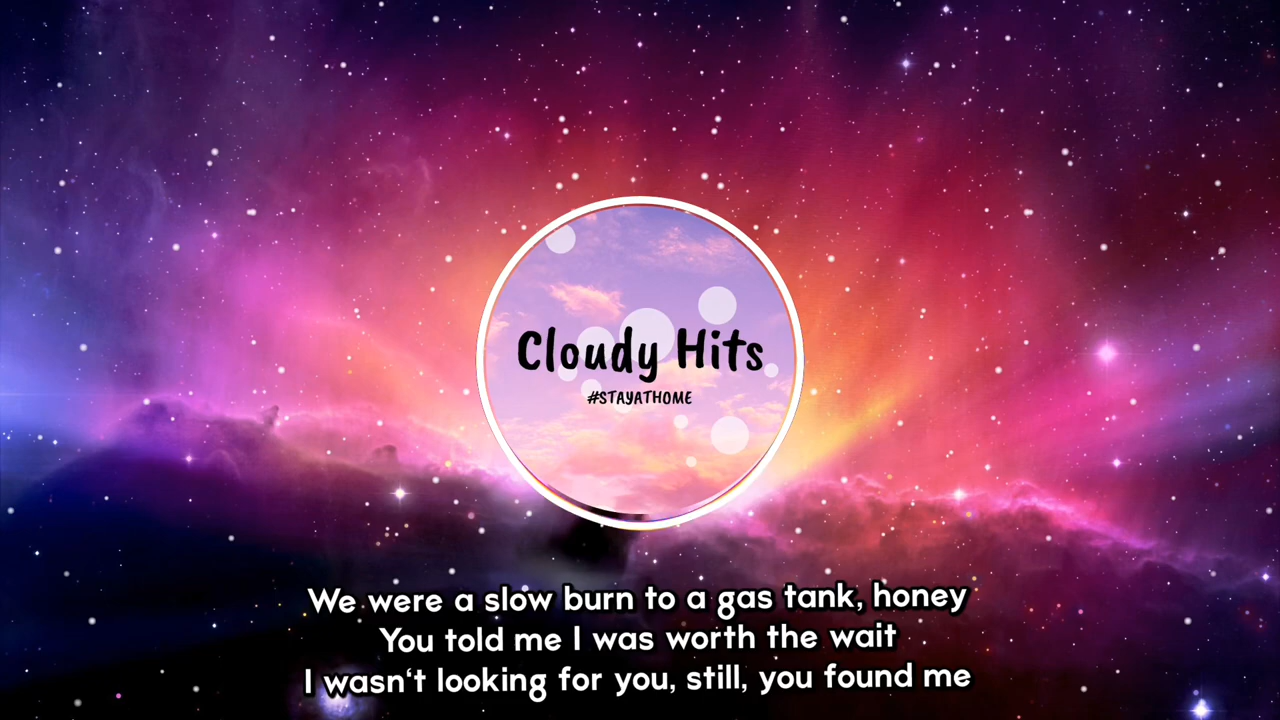 Cloudy Hits
#STAYATHOME
We were a slow burn to a gas tank, honey
You told me I was worth the wait
I wasn‘t looking for you, still, you found me